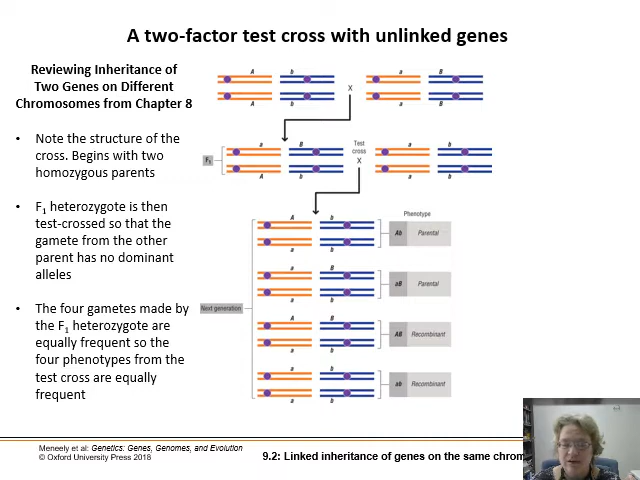 A two-factor test cross with unlinked genes
Reviewing Inheritance of
Two Genes on Different
Chromosomes from Chapter 8
• Note the structure of the
cross. Begins with two
homozygous parents
• F1 heterozygote is then
test-crossed so that the
gamete from the other
parent has no dominant
alleles
• The four gametes made by
the F1 heterozygote are
equally frequent so the
four phenotypes from the
test cross are equally
frequent
A b a B
X
A b a B
a B Test a b
cross
F1 X
A b a b
Phenotype
A b
Ab Parental
a b
a B
aB Parental
a b
Next generation
A B
AB Recombinant
a b
a b
ab Recombinant
a b
Meneely et al: Genetics: Genes, Genomes, and Evolution
© Oxford University Press 2018
9.2: Linked inheritance of genes on the same chrom